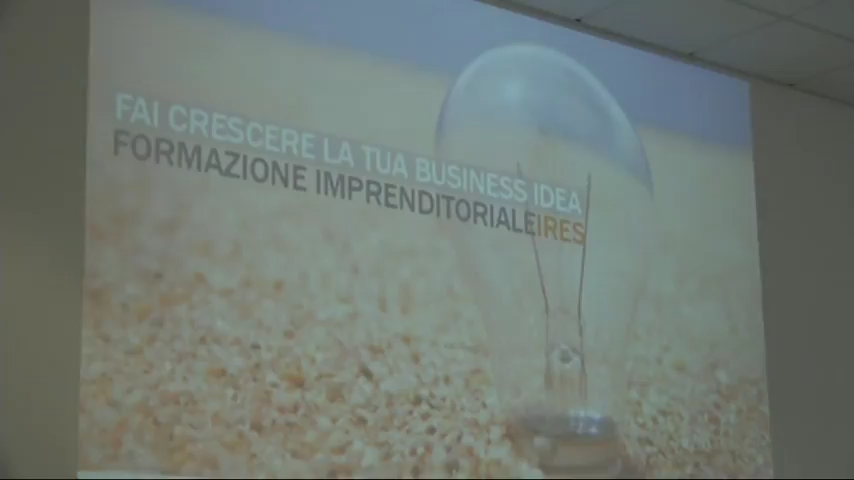 FAI CRESCERE LA TUA BUSINESS IDEA
FORMAZIONE IMPRENDITORIALEIRES